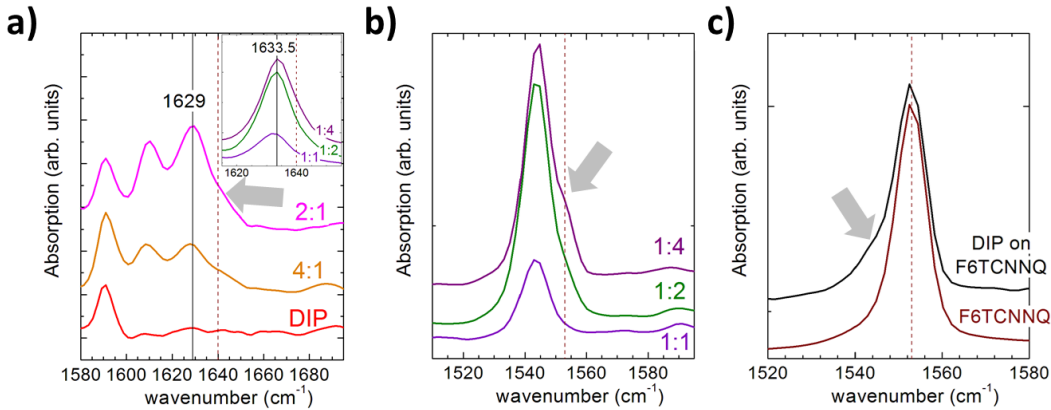 a)
1629
2:1
4:1
DIP
1633.5
1:4
1:2
1:1
1620 1640
Absorption (arb. units)
1580 1600 1620 1640 1660 1680
wavenumber (cm-1)
b)
1:4
1:2
1:1
Absorption (arb. units)
1520 1540 1560 1580
wavenumber (cm-1)
c)
DIP on
F6TCNNQ
F6TCNNQ
Absorption (arb. units)
1520 1540 1560 1580
wavenumber (cm-1)